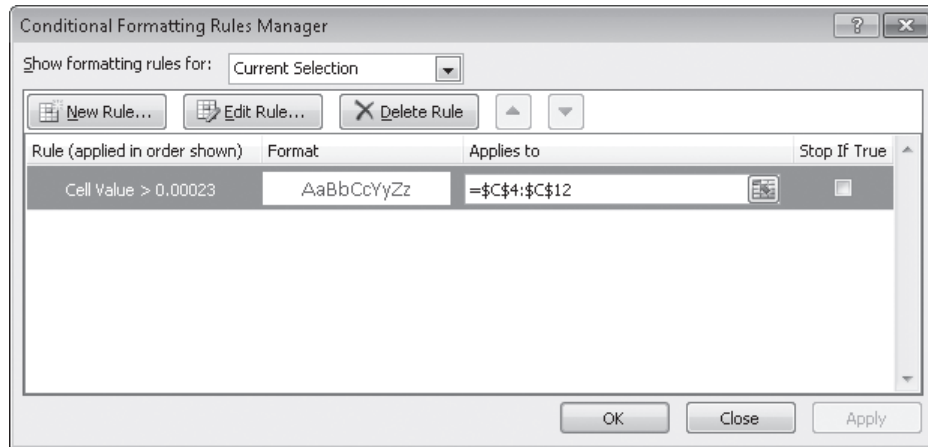 Conditional Formatting Rules Manager
Show formatting rules for: Current Selection
New Rule... Edit Rule... Delete Rule
Rule (applied in order shown) Format Applies to Stop If True
Cell Value > 0.00023 AaBbCcYyZz =$C$4:$C$12
OK Close Apply